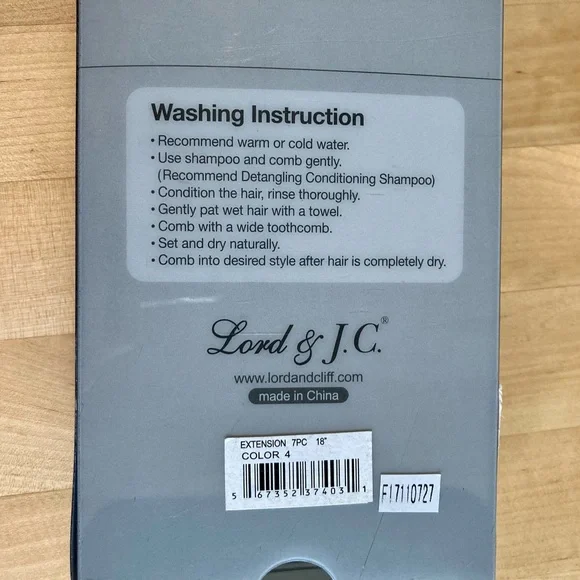 Washing Instruction
• Recommend warm or cold water.
• Use shampoo and comb gently.
(Recommend Detangling Conditioning Shampoo)
• Condition the hair, rinse thoroughly.
• Gently pat wet hair with a towel.
• Comb with a wide toothcomb.
• Set and dry naturally.
• Comb into desired style after hair is completely dry.
Lord & J.C.®
www.lordandcliff.com
made in China
EXTENSION 7PC 18"
COLOR 4
5 67352 37403 1
F17110727